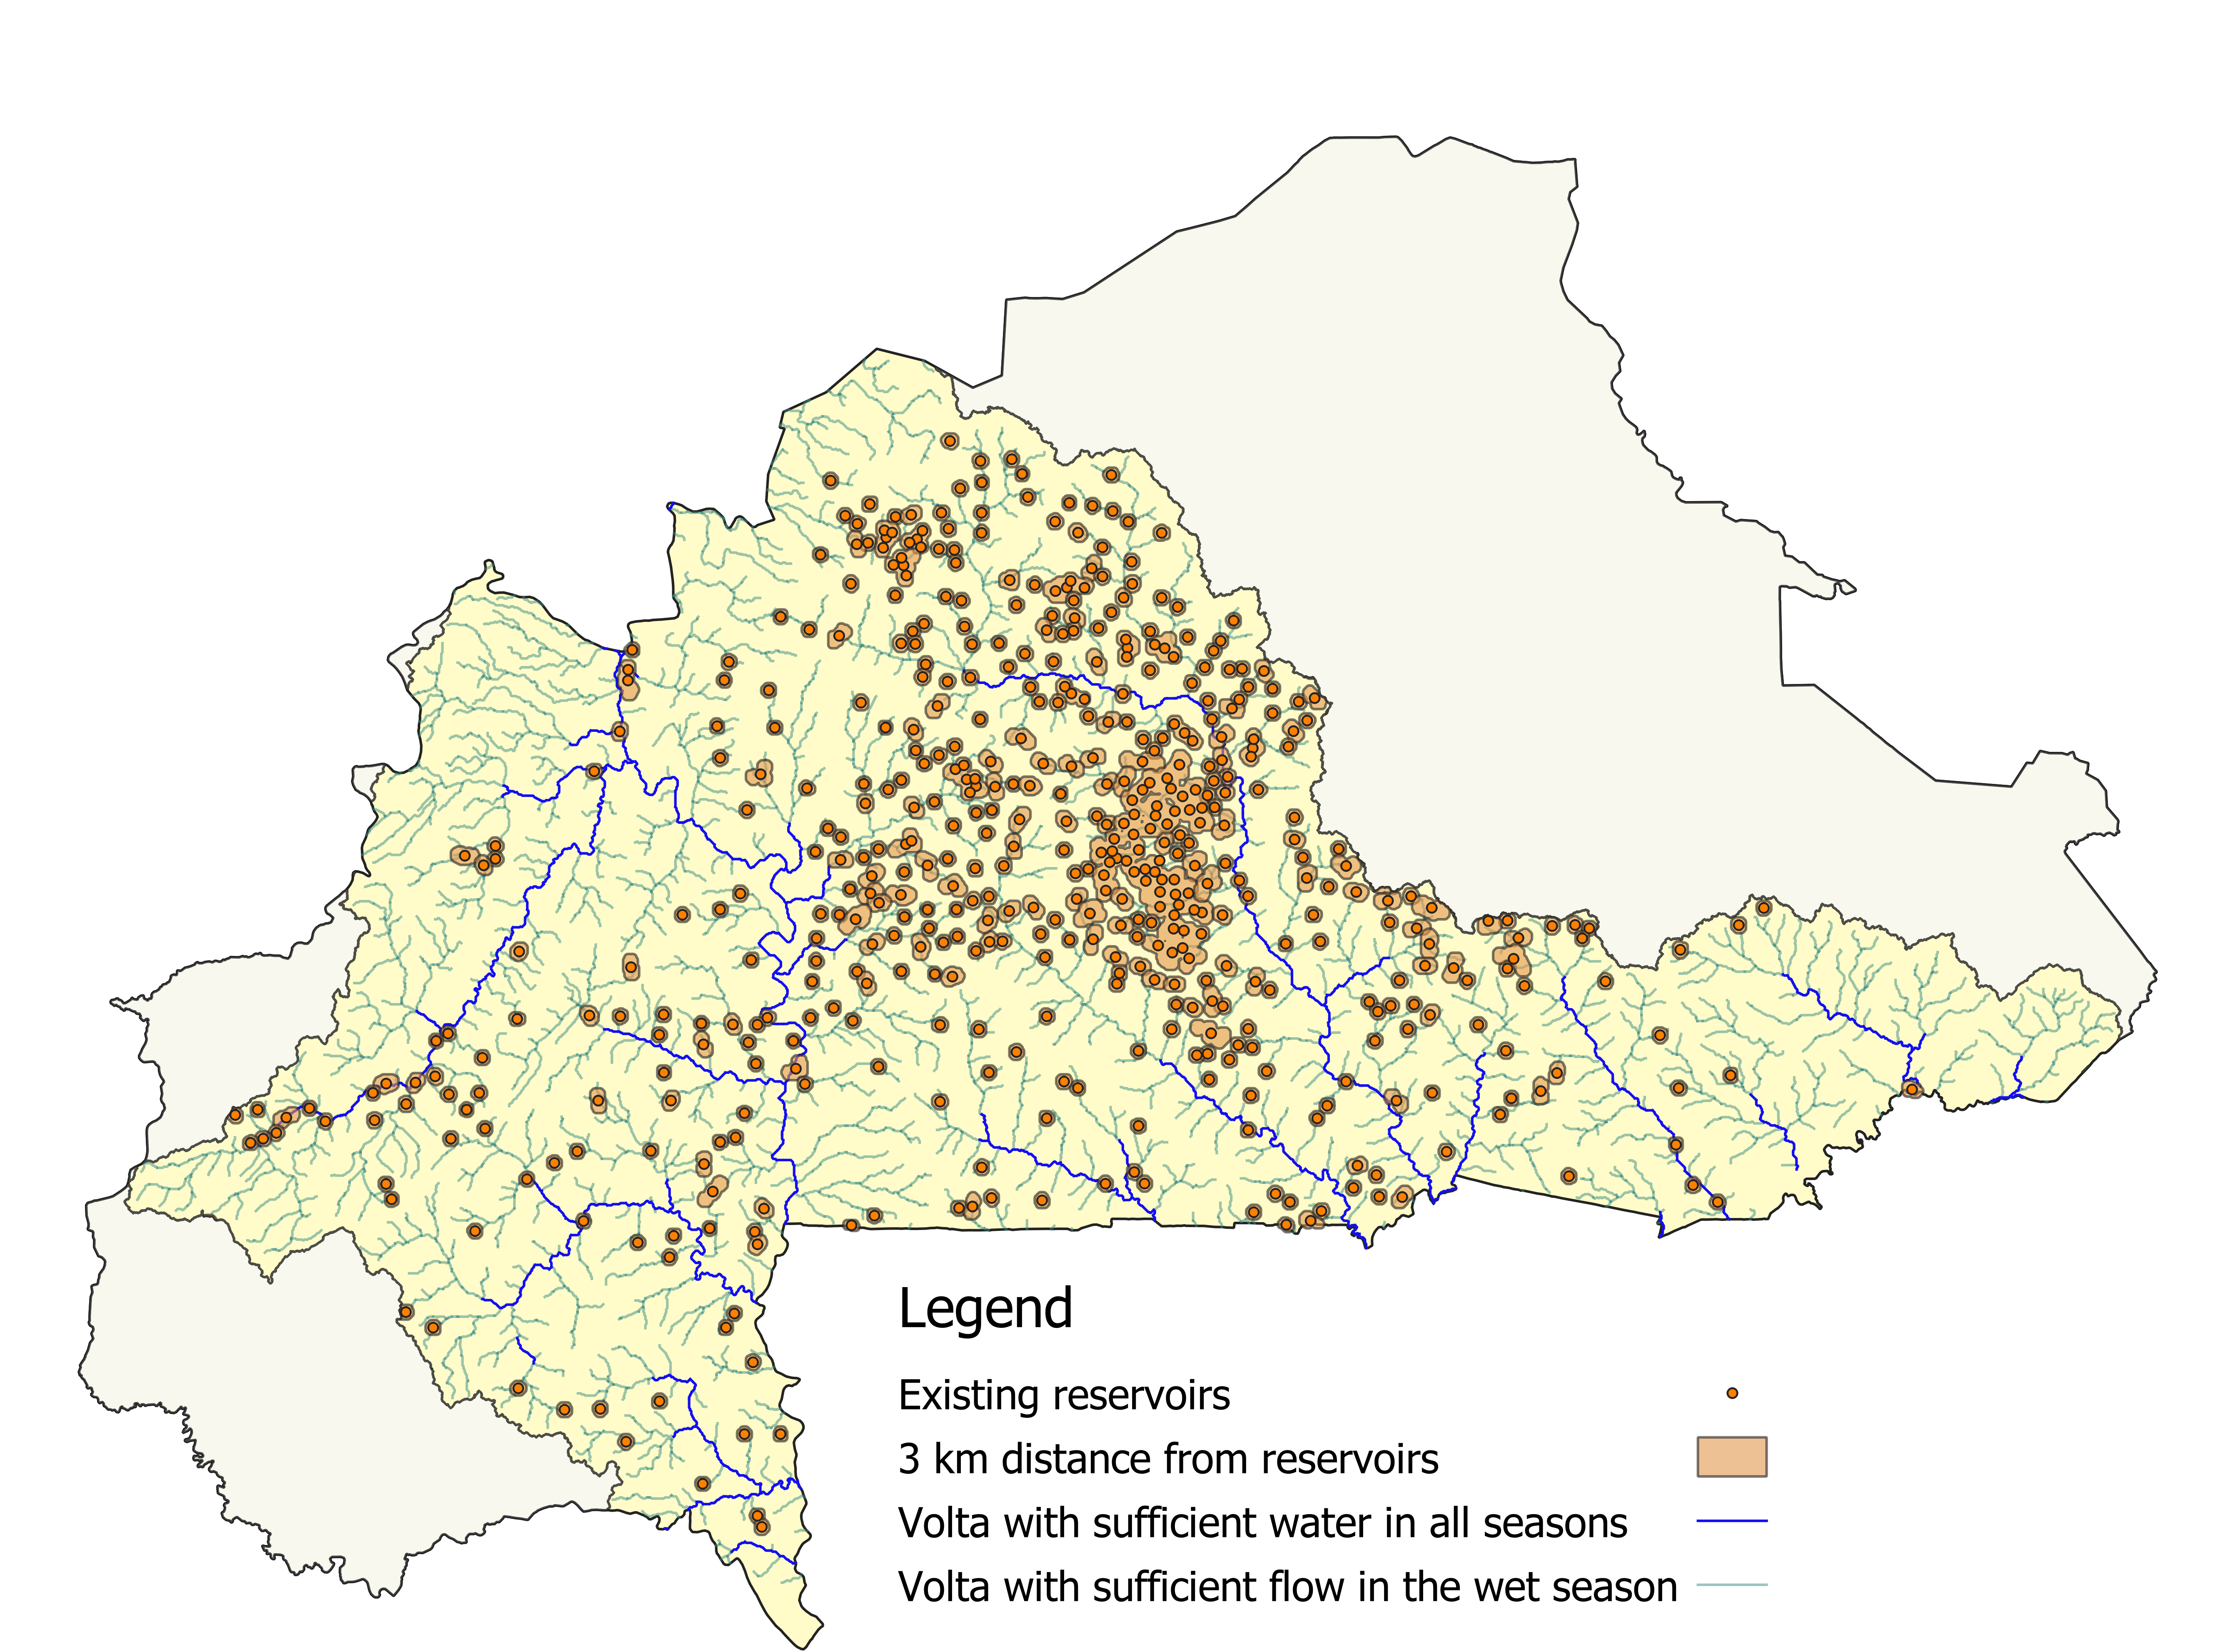 Legend
Existing reservoirs
3 km distance from reservoirs
Volta with sufficient water in all seasons
Volta with sufficient flow in the wet season